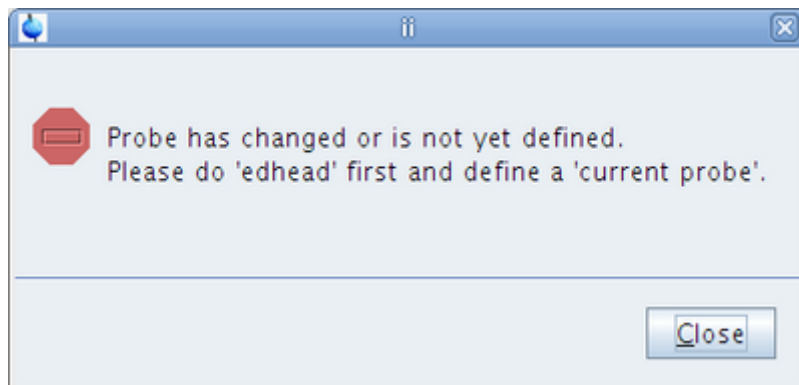 ii
Probe has changed or is not yet defined.
Please do 'edhead' first and define a 'current probe'.
Close